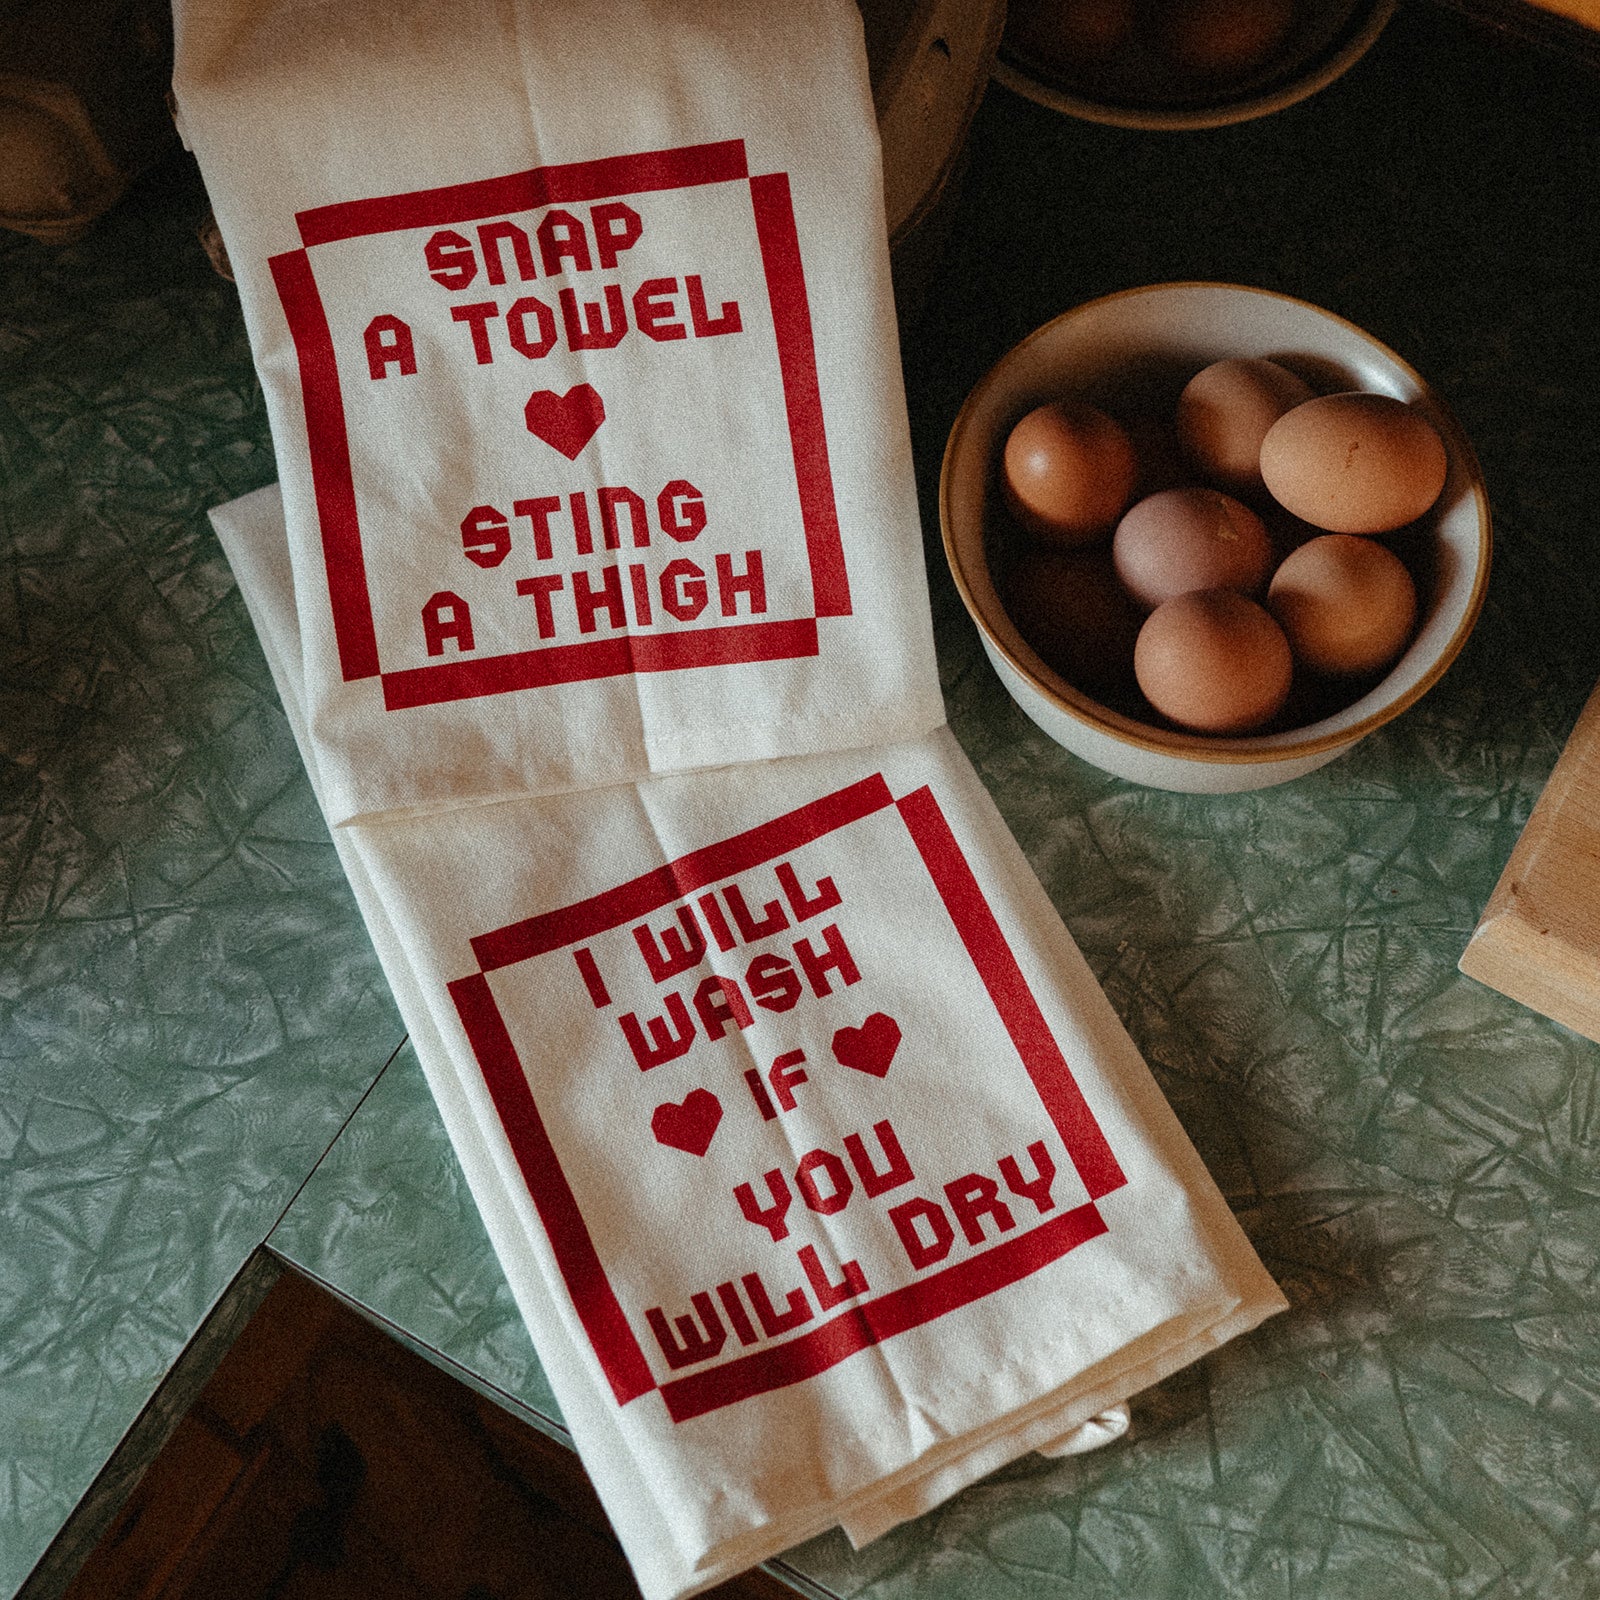 SNAP
A TOWEL
STING
A THIGH
I WILL
WASH
IF
YOU
WILL DRY